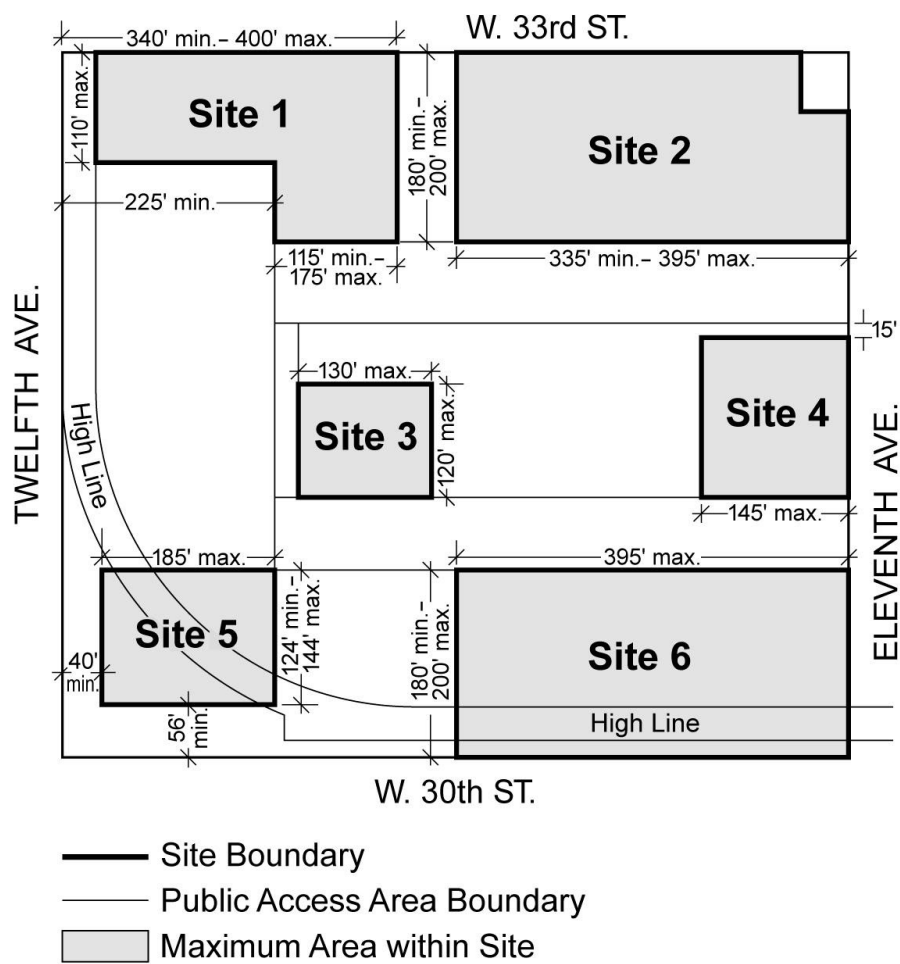 W. 33rd ST.
340' min.– 400' max.
110' max.
Site 1
180' min.–
200' max.
Site 2
225' min.
115' min.–
175' max.
335' min.– 395' max.
15'
TWELFTH AVE.
High Line
130' max.
Site 3
120' max.
Site 4
145' max.
ELEVENTH AVE.
185' max.
Site 5
124' min.–
144' max.
40'
min.
56'
min.
180' min.–
200' max.
395' max.
Site 6
High Line
W. 30th ST.
Site Boundary
Public Access Area Boundary
Maximum Area within Site